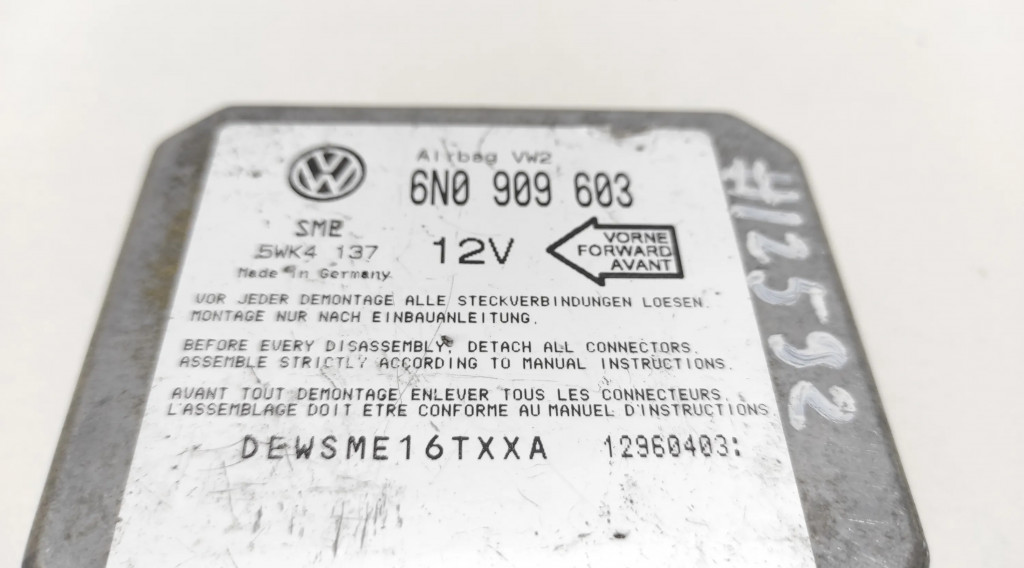 Airbag VW2
6N0 909 603
SME
5WK4 137
Made in Germany
12V
VORNE
FORWARD
AVANT
VOR JEDER DEMONTAGE ALLE STECKVERBINDUNGEN LOESEN.
MONTAGE NUR NACH EINBAUANLEITUNG.
BEFORE EVERY DISASSEMBLY, DETACH ALL CONNECTORS.
ASSEMBLE STRICTLY ACCORDING TO MANUAL INSTRUCTIONS.
AVANT TOUT DEMONTAGE ENLEVER TOUS LES CONNECTEURS.
L'ASSEMBLAGE DOIT ETRE CONFORME AU MANUEL D'INSTRUCTIONS.
DEWSME16TXXA 12960403:
#125592